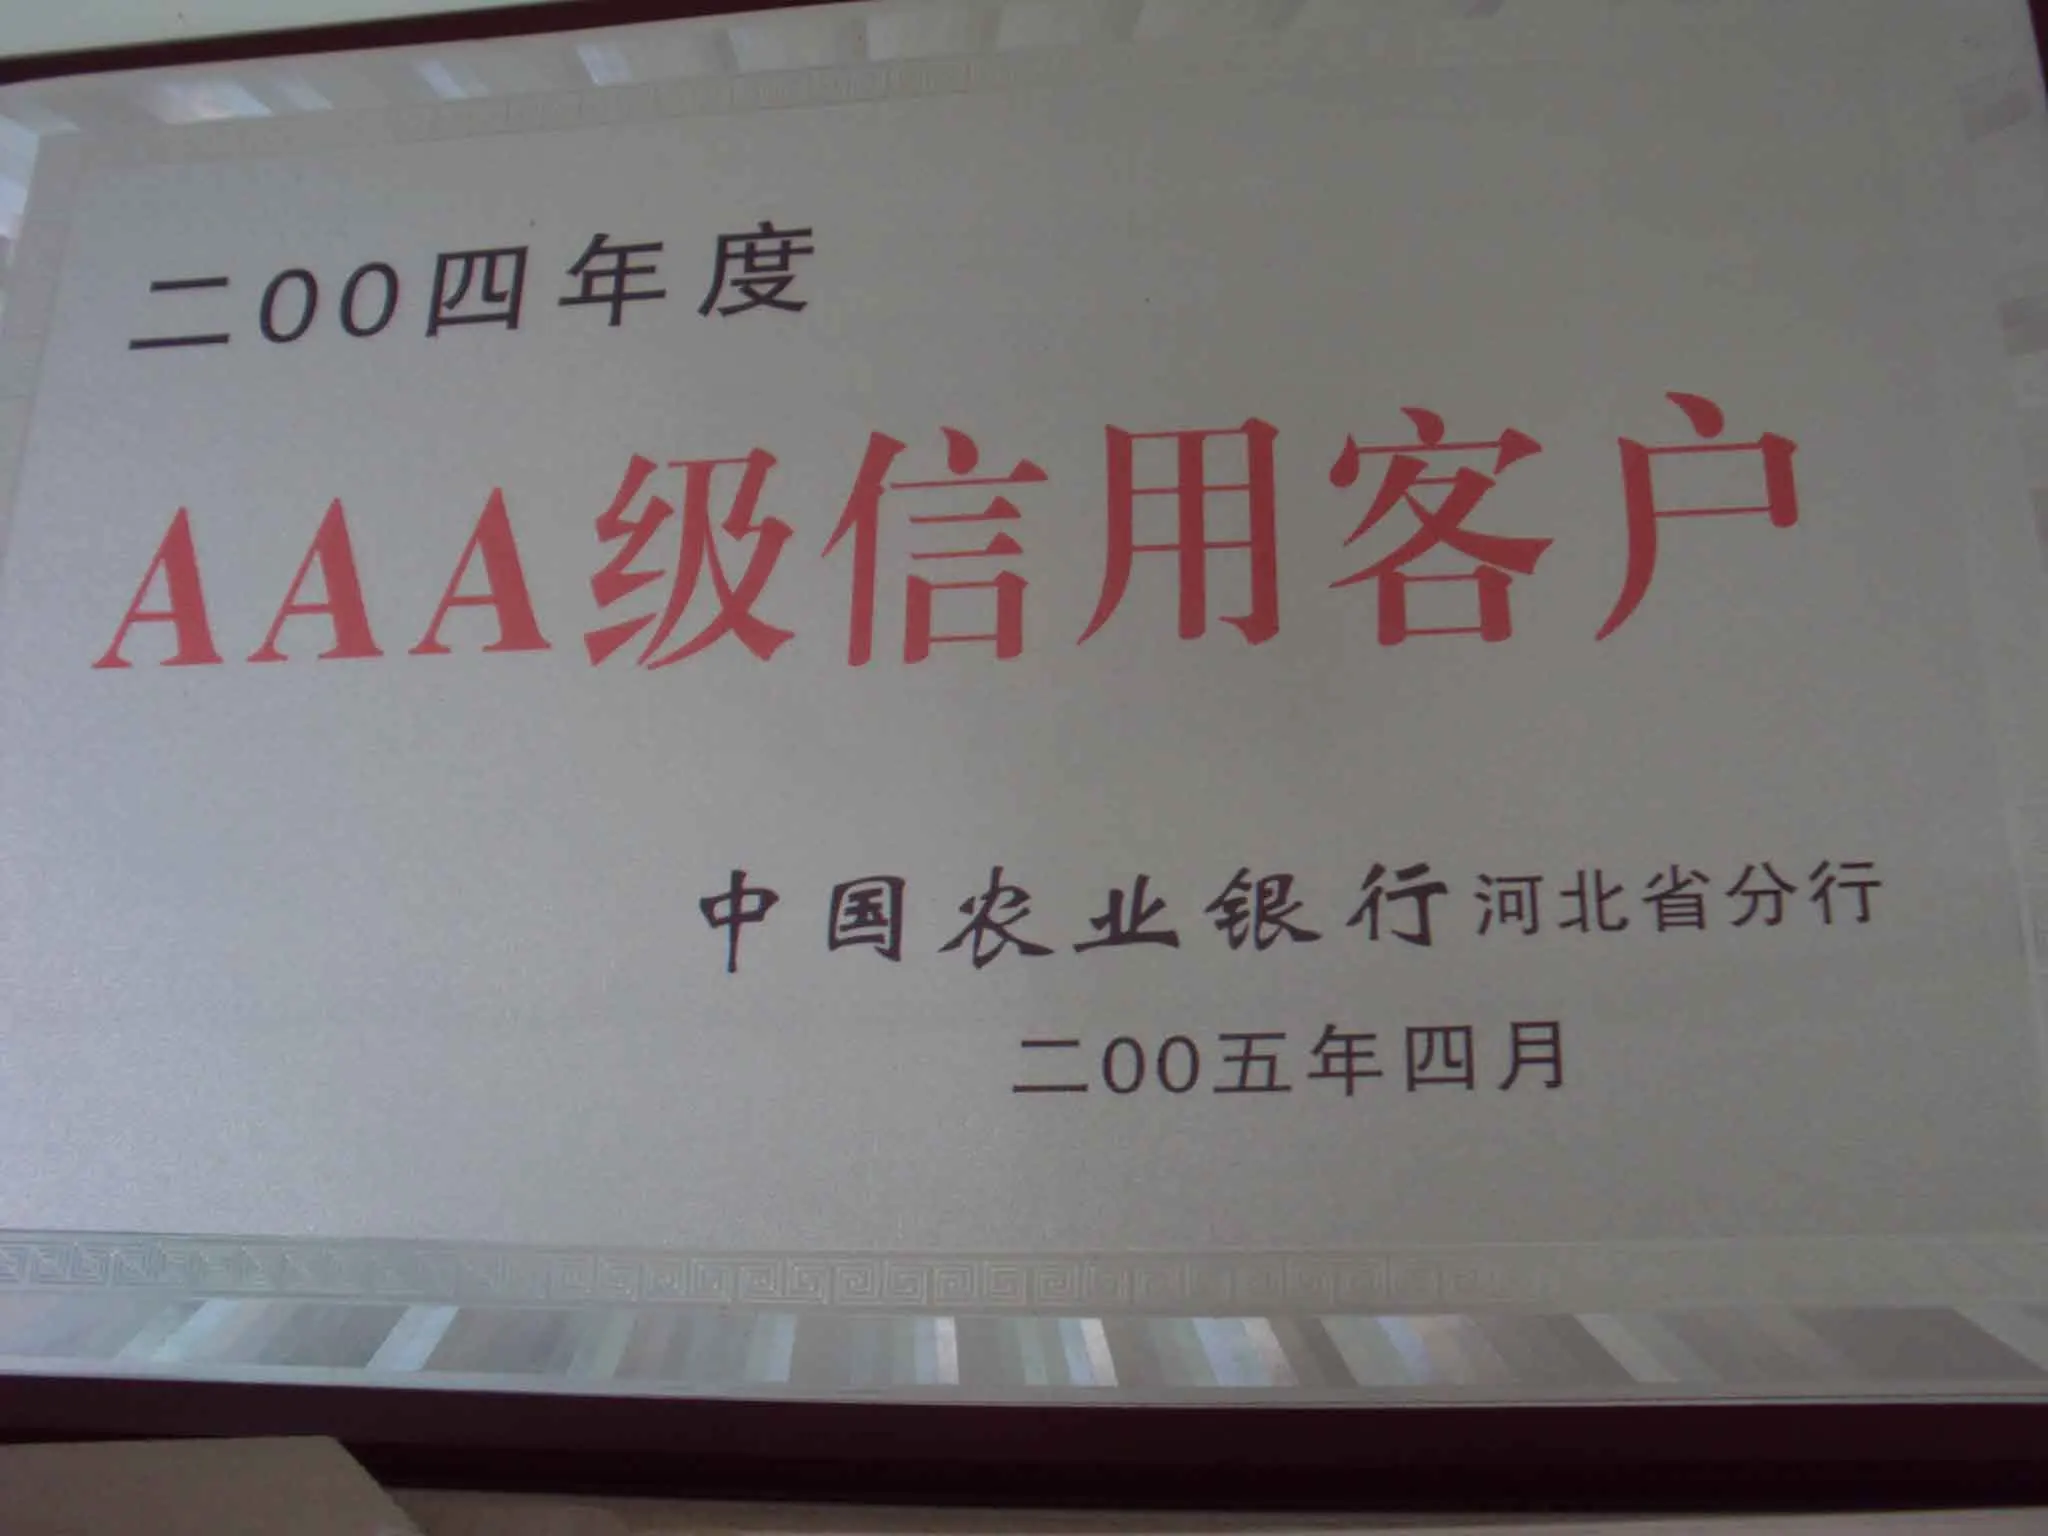 二00四年度
AAA级信用客户
中国农业银行河北省分行
二00五年四月